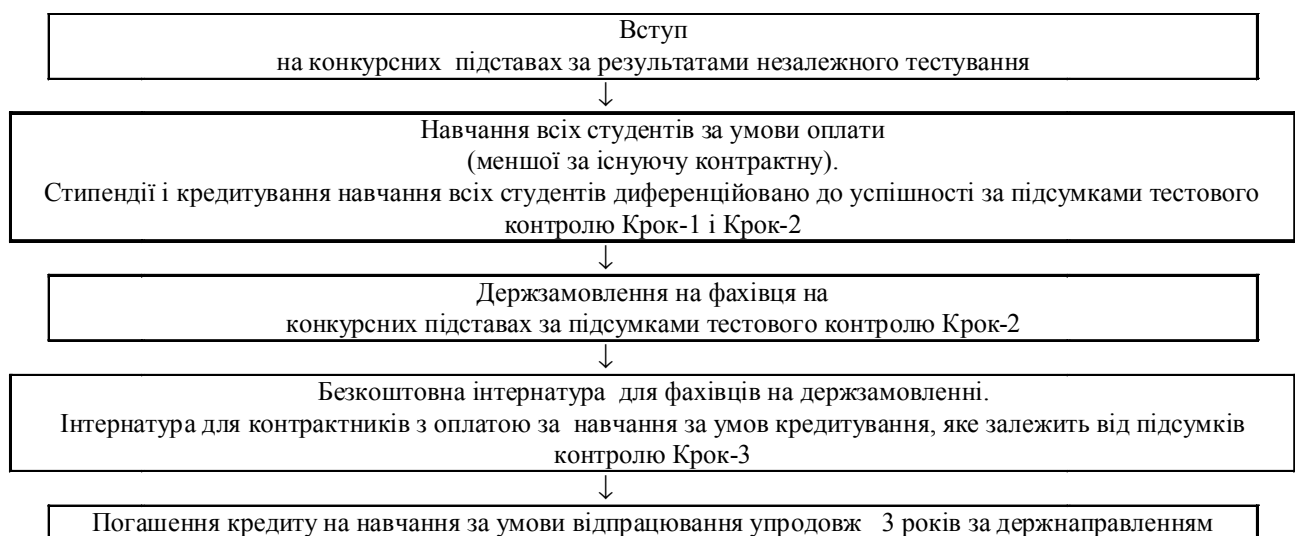 Вступ
на конкурсних підставах за результатами незалежного тестування
↓
Навчання всіх студентів за умови оплати
(меншої за існуючу контрактну).
Стипендії і кредитування навчання всіх студентів диференційовано до успішності за підсумками тестового
контролю Крок-1 і Крок-2
↓
Держзамовлення на фахівця на
конкурсних підставах за підсумками тестового контролю Крок-2
↓
Безкоштовна інтернатура для фахівців на держзамовленні.
Інтернатура для контрактників з оплатою за навчання за умов кредитування, яке залежить від підсумків
контролю Крок-3
↓
Погашення кредиту на навчання за умови відпрацювання упродовж 3 років за держнаправленням